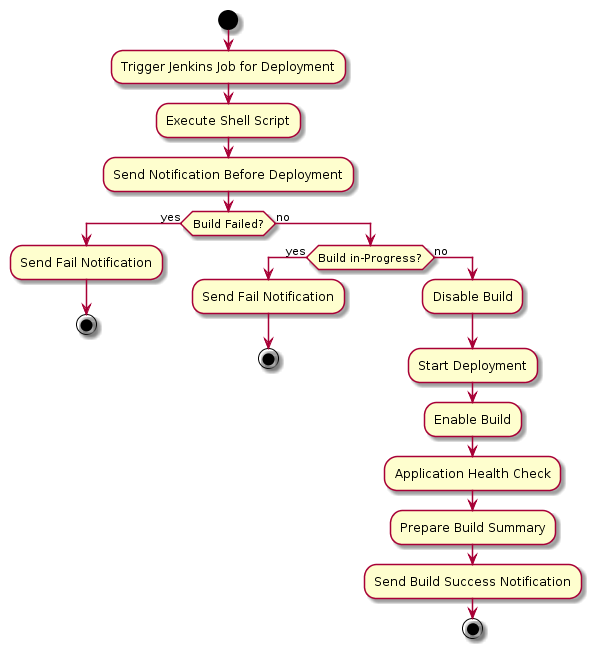 Trigger Jenkins Job for Deployment
Execute Shell Script
Send Notification Before Deployment
yes
Build Failed?
no
Send Fail Notification
yes
Build in-Progress?
no
Send Fail Notification
Disable Build
Start Deployment
Enable Build
Application Health Check
Prepare Build Summary
Send Build Success Notification